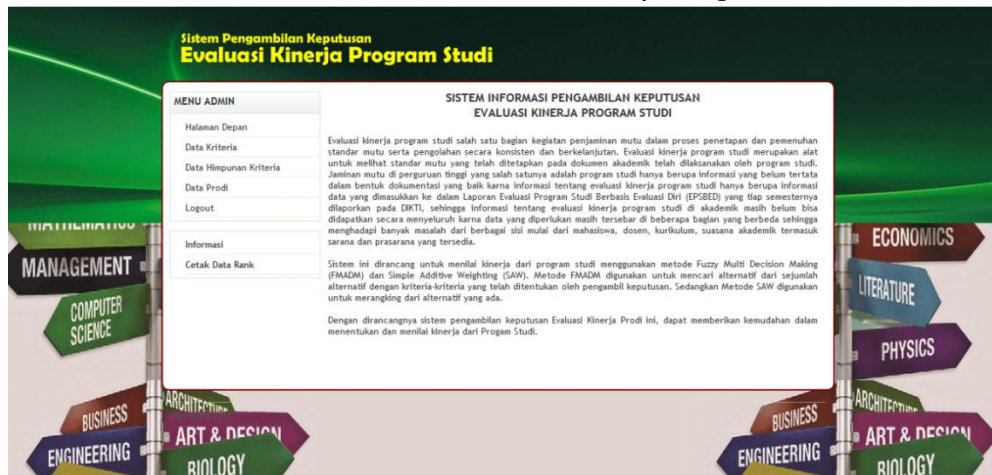 Sistem Pengambilan Keputusan
Evaluasi Kinerja Program Studi
MENU ADMIN
Halaman Depan
Data Kriteria
Data Himpunan Kriteria
Data Prodi
Logout
Informasi
Cetak Data Rank
SISTEM INFORMASI PENGAMBILAN KEPUTUSAN
EVALUASI KINERJA PROGRAM STUDI
Evaluasi kinerja program studi salah satu bagian kegiatan penjaminan mutu dalam proses penetapan dan pemenuhan
standar mutu serta pengolahan secara konsisten dan berkelanjutan. Evaluasi kinerja program studi merupakan alat
untuk melihat standar mutu yang telah ditetapkan pada dokumen akademik telah dilaksanakan oleh program studi.
Jaminan mutu di perguruan tinggi yang salah satunya adalah program studi hanya berupa informasi yang belum tertata
dalam bentuk dokumentasi yang baik karna informasi tentang evaluasi kinerja program studi hanya berupa informasi
data yang dimasukkan ke dalam Laporan Evaluasi Program Studi Berbasis Evaluasi Diri (EPSBED) yang tiap semesternya
dilaporkan pada DIKTI, sehingga informasi tentang evaluasi kinerja program studi di akademik masih belum bisa
didapatkan secara menyeluruh karna data yang diperlukan masih tersebar di beberapa bagian yang berbeda sehingga
menghadapi banyak masalah dari berbagai sisi mulai dari mahasiswa, dosen, kurikulum, suasana akademik termasuk
sarana dan prasarana yang tersedia.
Sistem ini dirancang untuk menilai kinerja dari program studi menggunakan metode Fuzzy Multi Decision Making
(FMADM) dan Simple Additive Weighting (SAW). Metode FMADM digunakan untuk mencari alternatif dari sejumlah
alternatif dengan kriteria-kriteria yang telah ditentukan oleh pengambil keputusan. Sedangkan Metode SAW digunakan
untuk merangking dari alternatif yang ada.
Dengan dirancangnya sistem pengambilan keputusan Evaluasi Kinerja Prodi ini, dapat memberikan kemudahan dalam
menentukan dan menilai kinerja dari Progam Studi.
MANAGEMENT
COMPUTER
SCIENCE
BUSINESS
ARCHITECTURE
ENGINEERING
ART & DESIGN
BIOLOGY
ECONOMICS
LITERATURE
PHYSICS
BUSINESS
ARCHITECTURE
ENGINEERING
ART & DESIGN
BIOLOGY